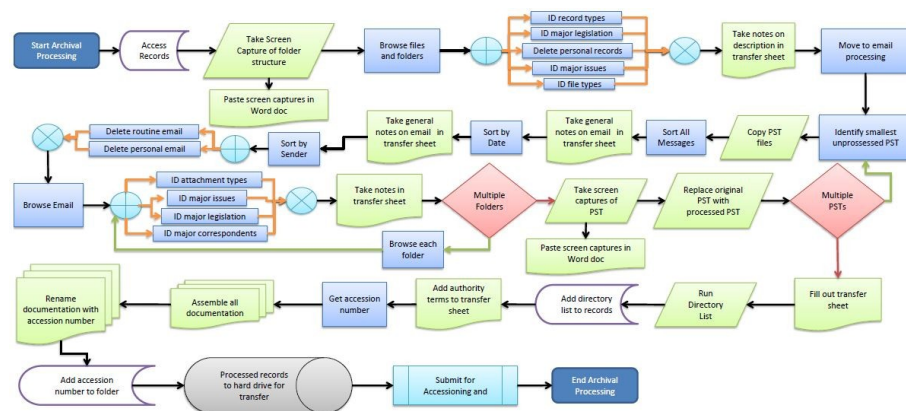 Start Archival
Processing
Access
Records
Take Screen
Capture of folder
structure
Paste screen captures in
Word doc
Browse files
and folders
ID record types
ID major legislation
Delete personal records
ID major issues
ID file types
Take notes
on
description in
transfer sheet
Move to email
processing
Delete routine email
Delete personal email
Sort by
Sender
Take general
notes on email in
transfer sheet
Sort by
Date
Take general
notes on email in
transfer sheet
Sort All
Messages
Copy PST
files
Identify smallest
unprossesed PST
Browse Email
ID attachment types
ID major issues
ID major legislation
ID major correspondents
Take notes in
transfer sheet
Multiple
Folders
Browse each
folder
Take screen
captures of
PST
Paste screen captures in
Word doc
Replace original
PST with
processed PST
Multiple
PSTs
Rename
documentation with
accession number
Assemble all
documentation
Get accession
number
Add authority
terms to transfer
sheet
Add directory
list to records
Run
Directory
List
Fill out transfer
sheet
Add accession
number to folder
Processed records
to hard drive for
transfer
Submit for
Accessioning and
End Archival
Processing